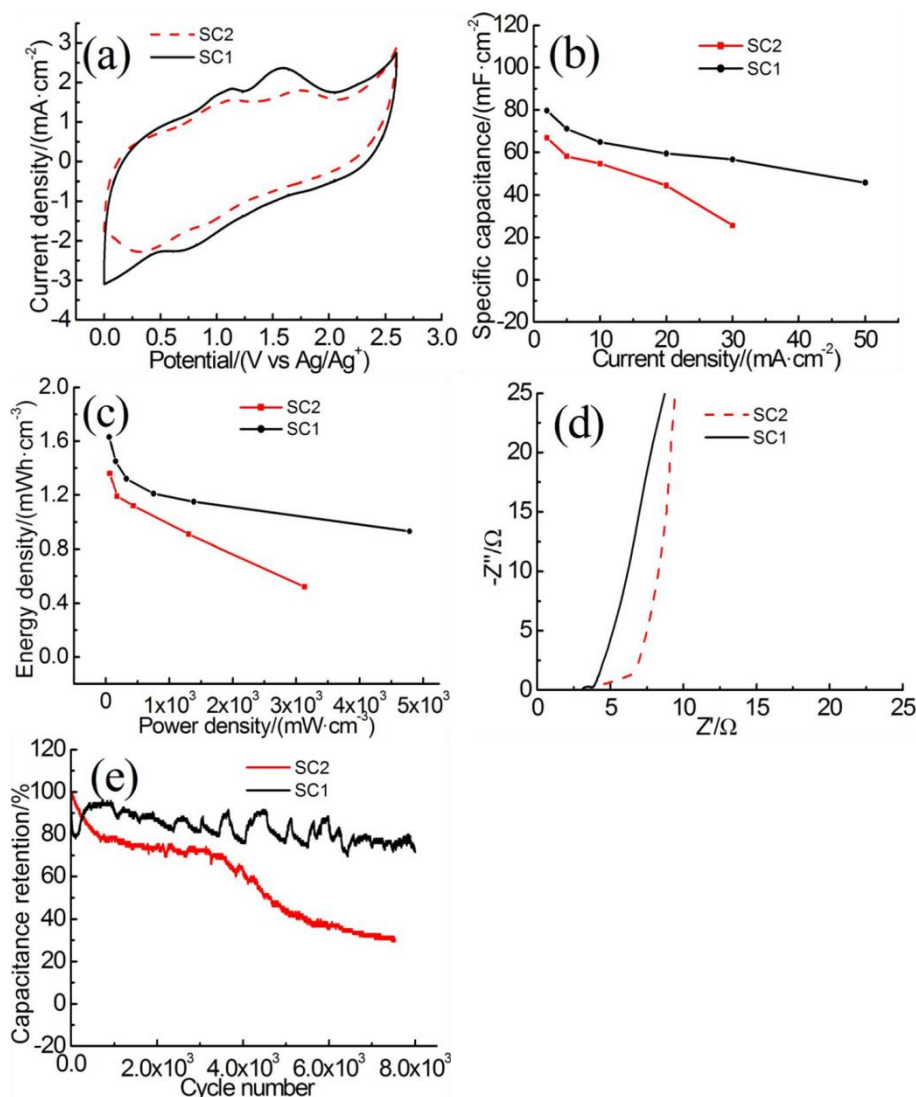 (a)
SC2
SC1
Current density/(mA·cm⁻²)
3
2
1
0
-1
-2
-3
-4
0.0 0.5 1.0 1.5 2.0 2.5 3.0
Potential/(V vs Ag/Ag⁺)
(b)
SC2
SC1
Specific capacitance/(mF·cm⁻²)
120
100
80
60
40
20
0
-20
0 10 20 30 40 50
Current density/(mA·cm⁻²)
(c)
SC2
SC1
Energy density/(mWh·cm⁻³)
2.0
1.6
1.2
0.8
0.4
0.0
0 1x10³ 2x10³ 3x10³ 4x10³ 5x10³
Power density/(mW·cm⁻³)
(d)
SC2
SC1
-Z"/Ω
25
20
15
10
5
0
0 5 10 15 20 25
Z'/Ω
(e)
SC2
SC1
Capacitance retention/%
120
100
80
60
40
20
0
-20
0.0 2.0x10³ 4.0x10³ 6.0x10³ 8.0x10³
Cycle number